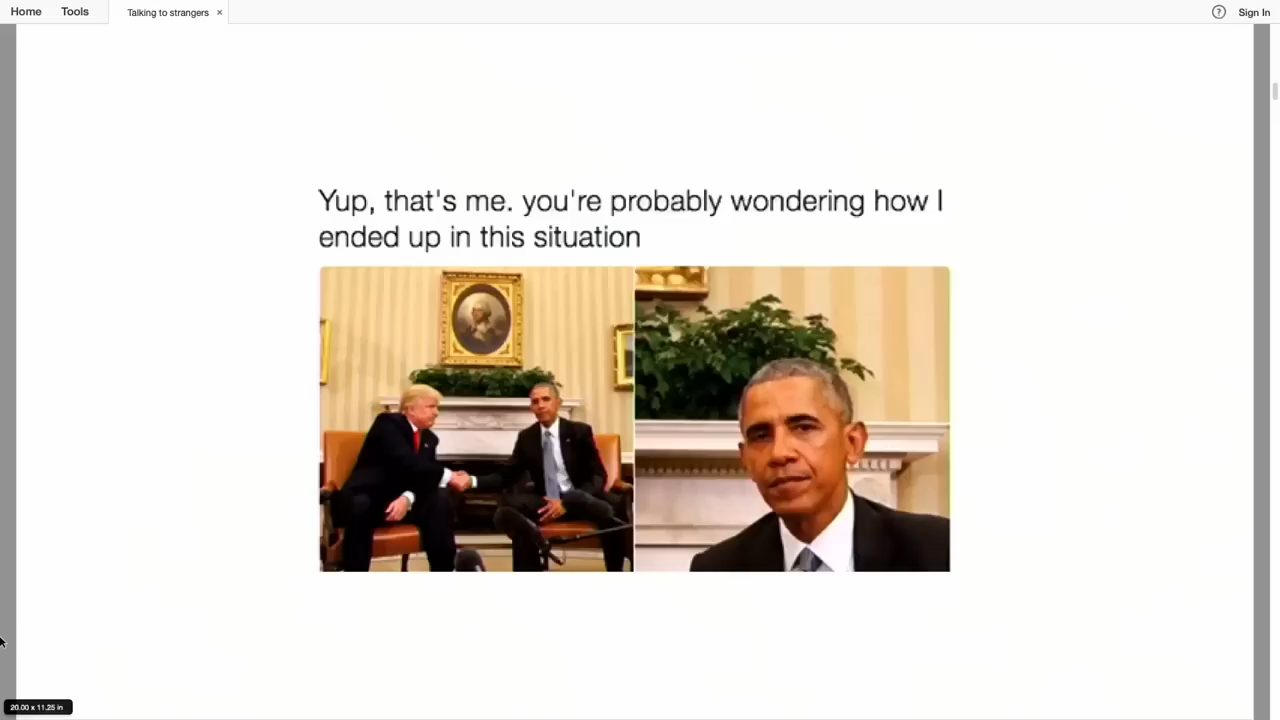 Home Tools Talking to strangers × ? Sign In
Yup, that's me. you're probably wondering how I
ended up in this situation
20.00 x 11.25 in